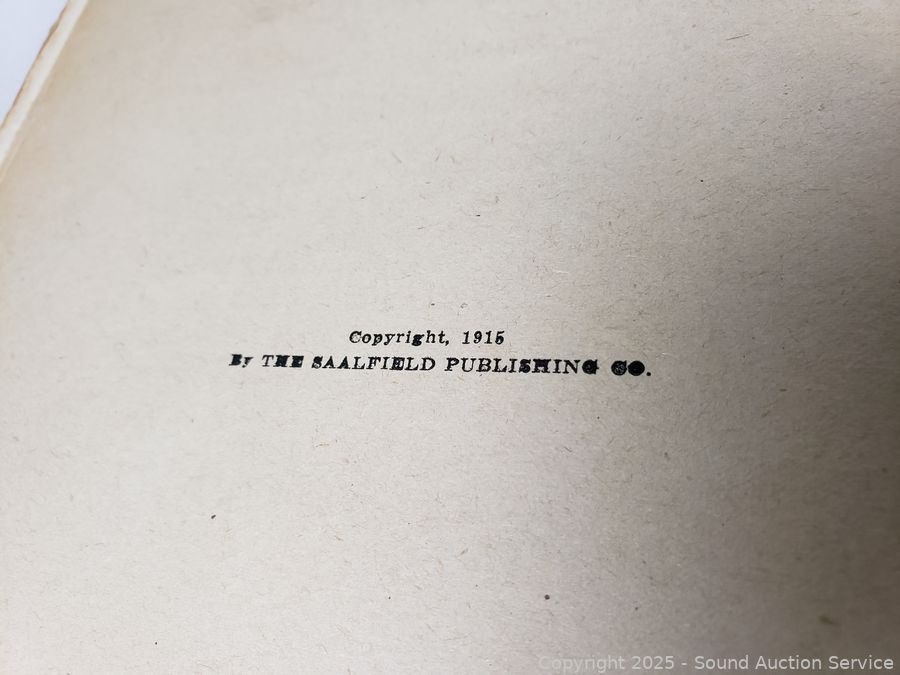 Copyright, 1915
By THE SAALFIELD PUBLISHING CO.
Copyright 2025 - Sound Auction Service